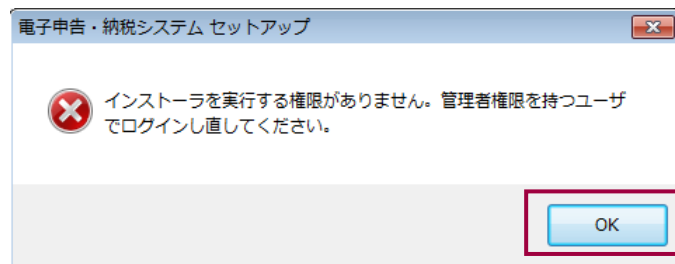 電子申告・納税システム セットアップ
インストーラを実行する権限がありません。管理者権限を持つユーザ
でログインし直してください。
OK